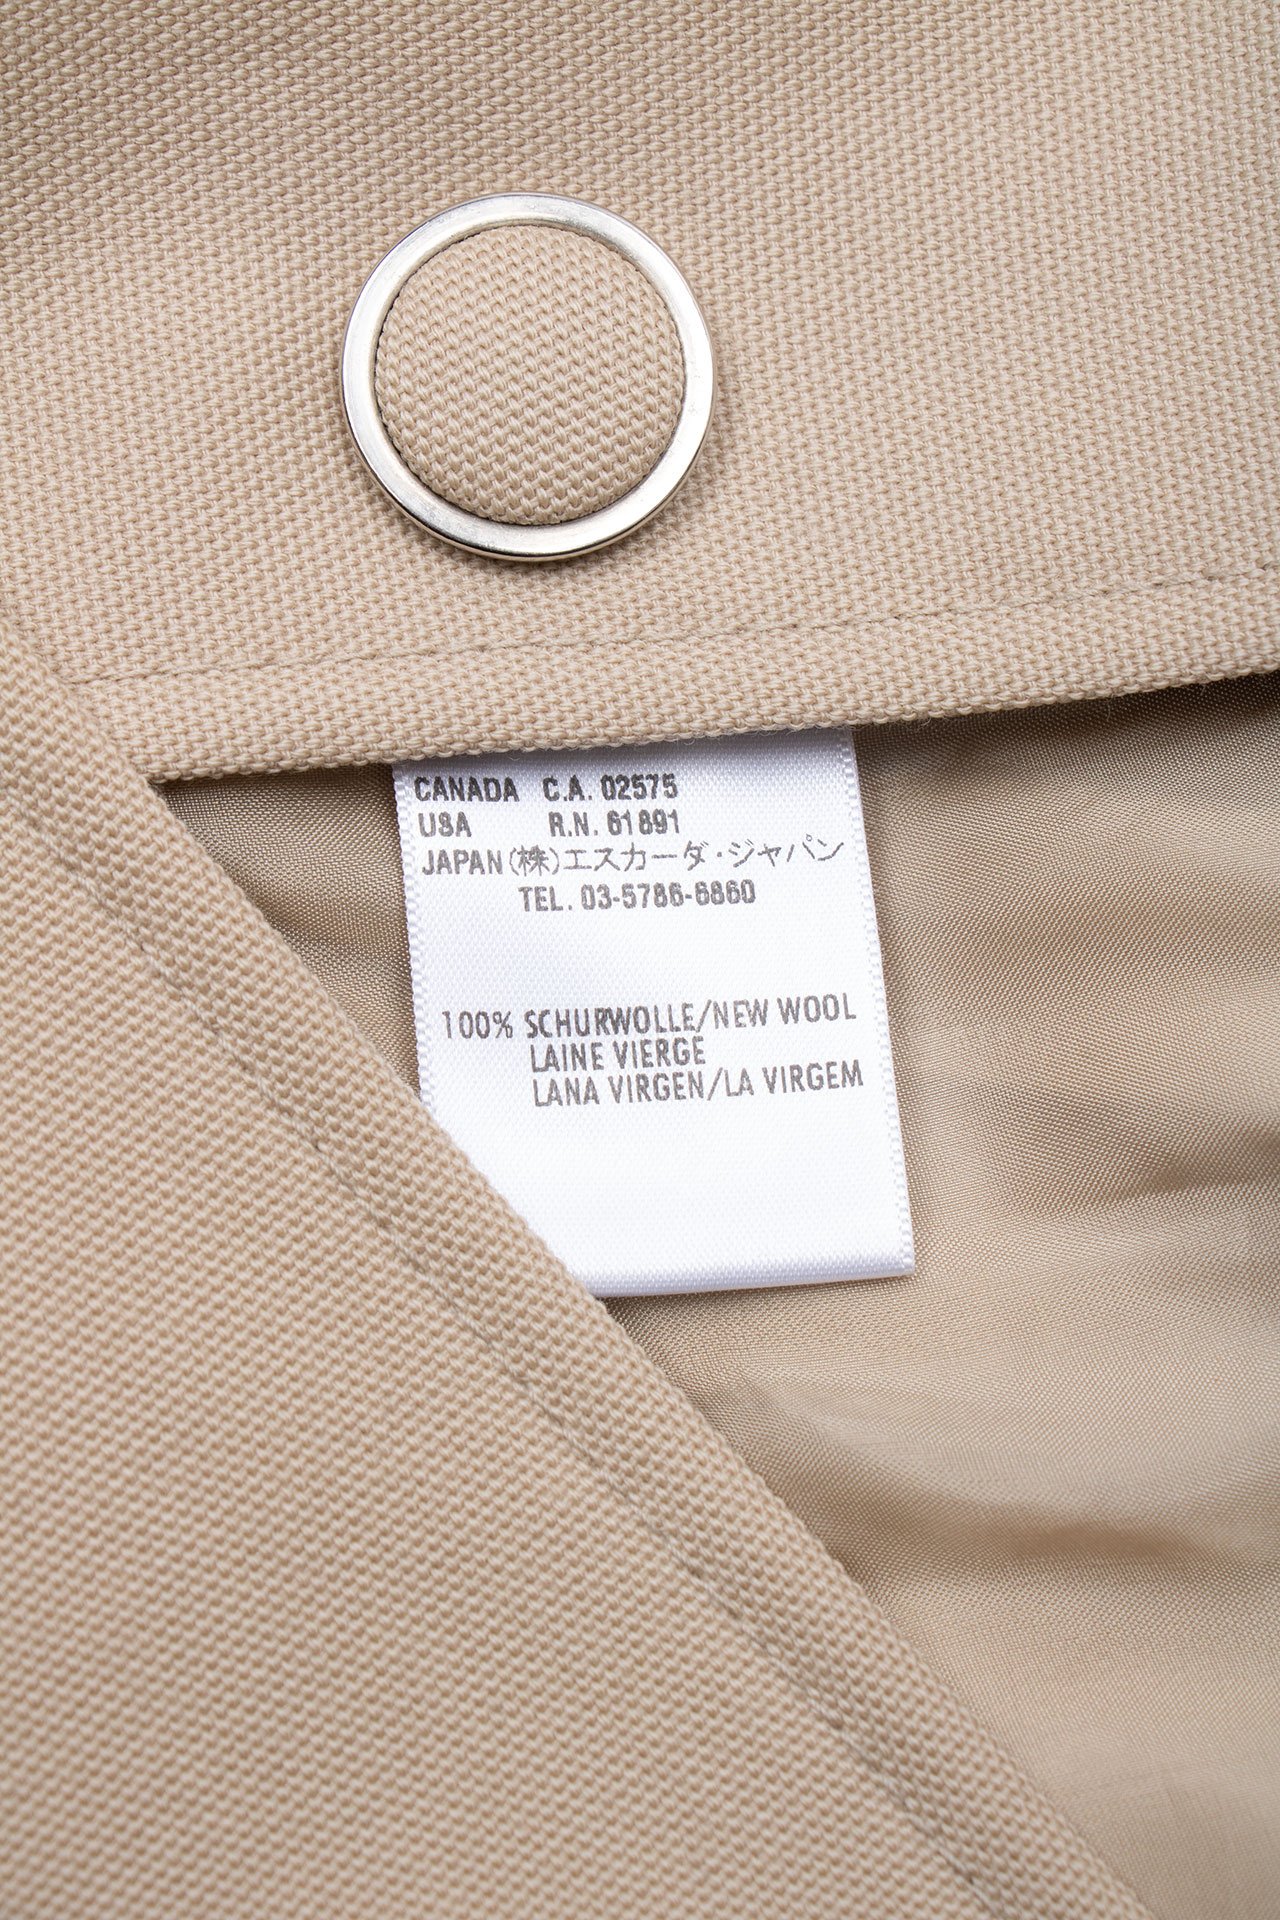 CANADA C.A. 02575
USA R.N. 61891
JAPAN (株)エスカーダ・ジャパン
TEL. 03-5786-6860
100% SCHURWOLLE/NEW WOOL
LAINE VIERGE
LANA VIRGEN/LA VIRGEM